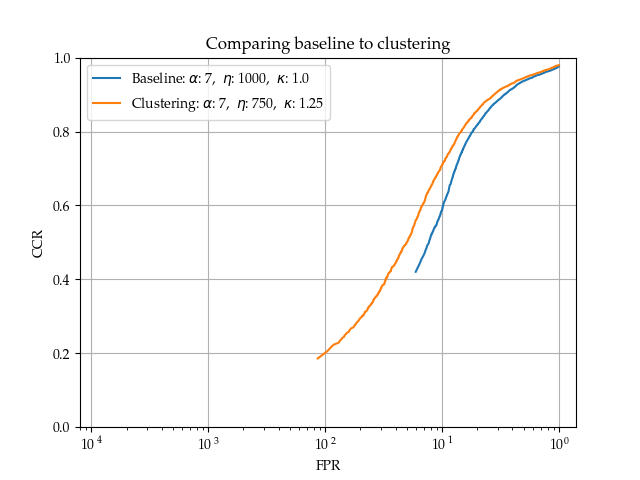 Comparing baseline to clustering
Baseline: α: 7, η: 1000, κ: 1.0
Clustering: α: 7, η: 750, κ: 1.25
CCR
1.0
0.8
0.6
0.4
0.2
0.0
10^4 10^3 10^2 10^1 10^0
FPR